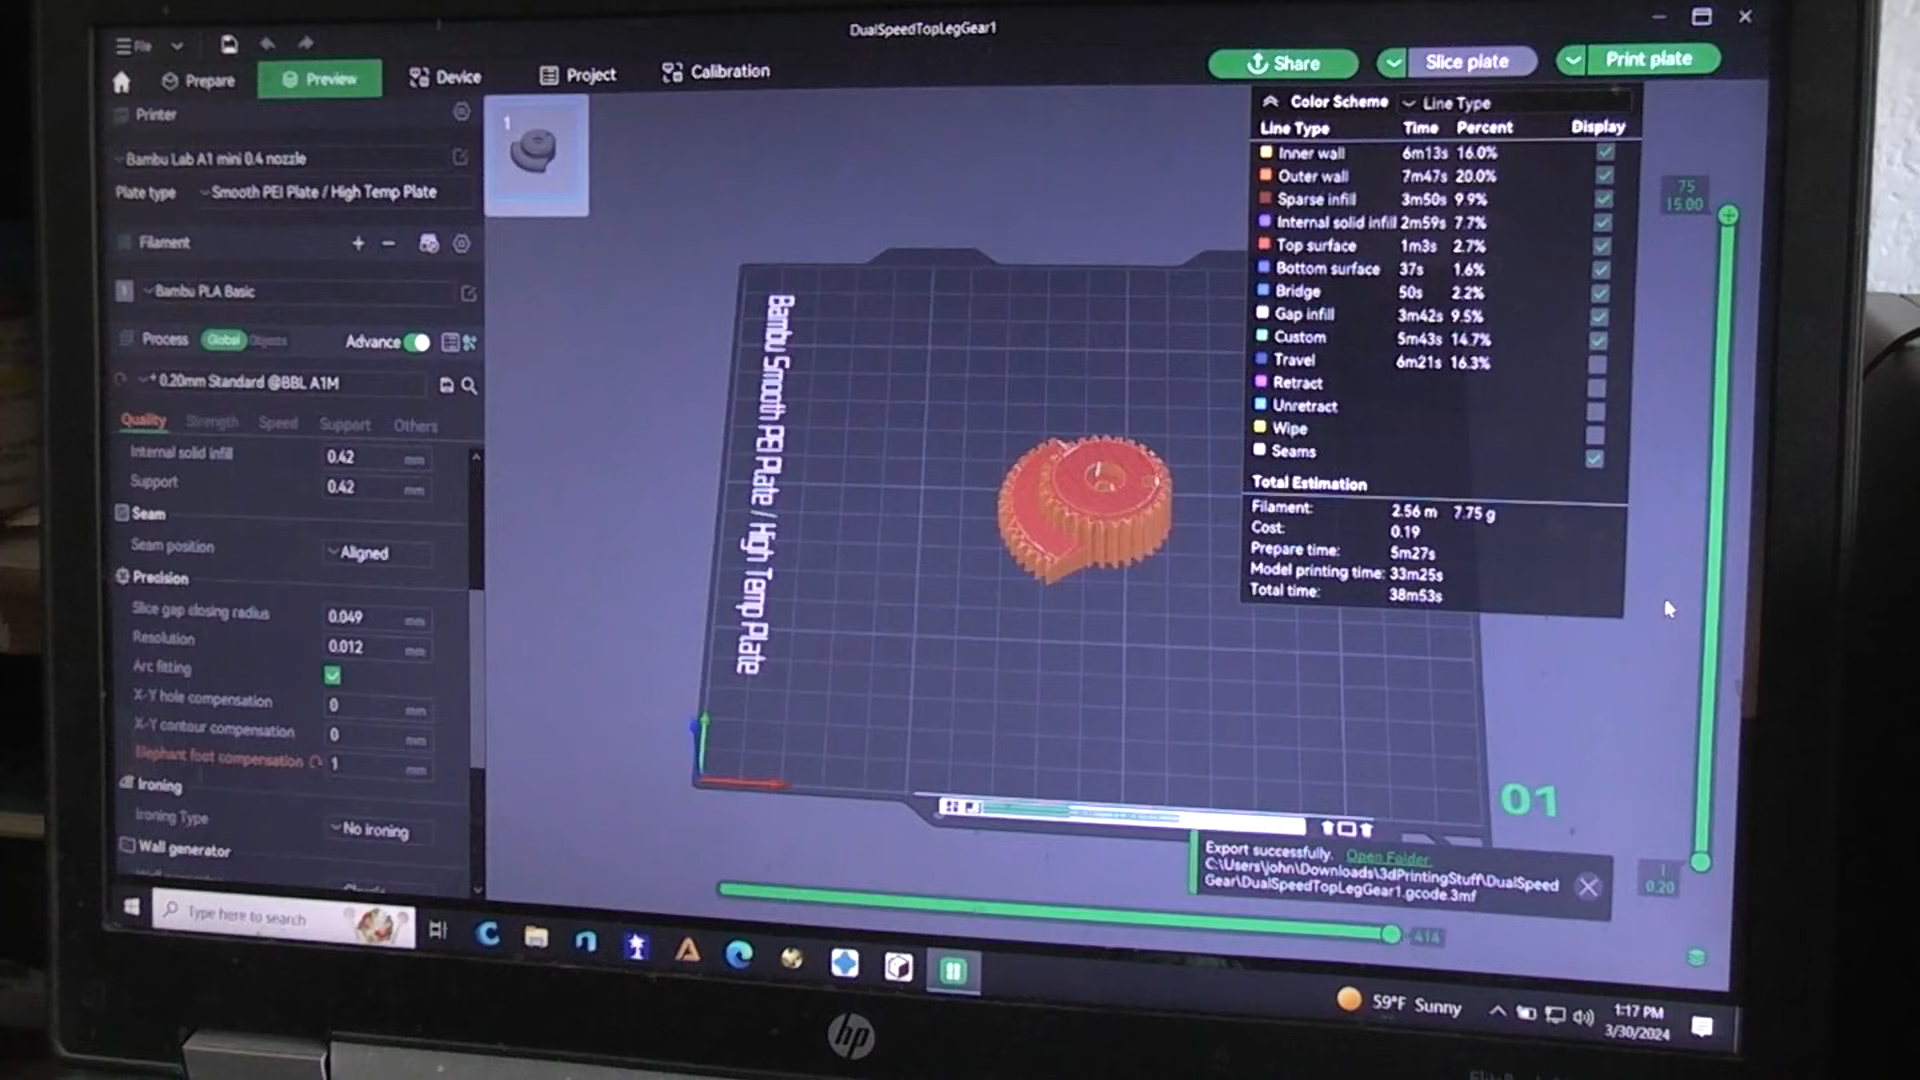 DualSpeedTopLegGear1
File
Prepare
Preview
Device
Project
Calibration
Share
Slice plate
Print plate
Printer
Bambu Lab A1 mini 0.4 nozzle
Plate type
Smooth PEI Plate / High Temp Plate
Filament
1
Bambu PLA Basic
Process
Global
Objects
Advance
* 0.20mm Standard @BBL A1M
Quality
Strength
Speed
Support
Others
Internal solid infill 0.42 mm
Support 0.42 mm
Seam
Seam position Aligned
Precision
Slice gap closing radius 0.049 mm
Resolution 0.012 mm
Arc fitting
X-Y hole compensation 0 mm
X-Y contour compensation 0 mm
Elephant foot compensation 1 mm
Ironing
Ironing Type No ironing
Wall generator
1
Bambu Smooth PEI Plate / High Temp Plate
01
Color Scheme Line Type
Line Type Time Percent Display
Inner wall 6m13s 16.0%
Outer wall 7m47s 20.0%
Sparse infill 3m50s 9.9%
Internal solid infill 2m59s 7.7%
Top surface 1m3s 2.7%
Bottom surface 37s 1.6%
Bridge 50s 2.2%
Gap infill 3m42s 9.5%
Custom 5m43s 14.7%
Travel 6m21s 16.3%
Retract
Unretract
Wipe
Seams
Total Estimation
Filament: 2.56 m 7.75 g
Cost: 0.19
Prepare time: 5m27s
Model printing time: 33m25s
Total time: 38m53s
75
15.00
1
0.20
Export successfully. Open Folder.
C:\Users\john\Downloads\3dPrintingStuff\DualSpeed
Gear\DualSpeedTopLegGear1.gcode.3mf
414
Type here to search
59°F Sunny
1:17 PM
3/30/2024
hp